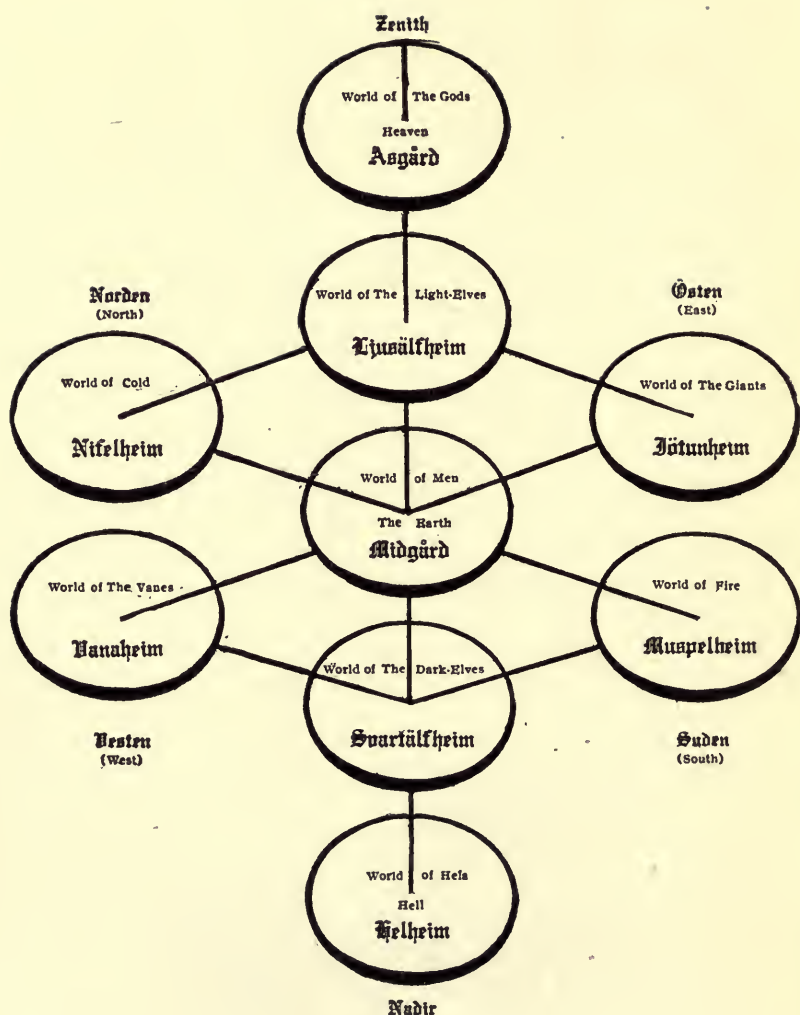 Zenith
World of The Gods
Heaven
Asgård
World of The Light-Elves
Ljusälfheim
Norden
(North)
World of Cold
Nifelheim
Östen
(East)
World of The Giants
Jötunheim
World of Men
The Earth
Midgård
World of The Vanes
Vanaheim
Vesten
(West)
World of Fire
Muspelheim
Suden
(South)
World of The Dark-Elves
Svartälfheim
World of Hela
Hell
Helheim
Nadir